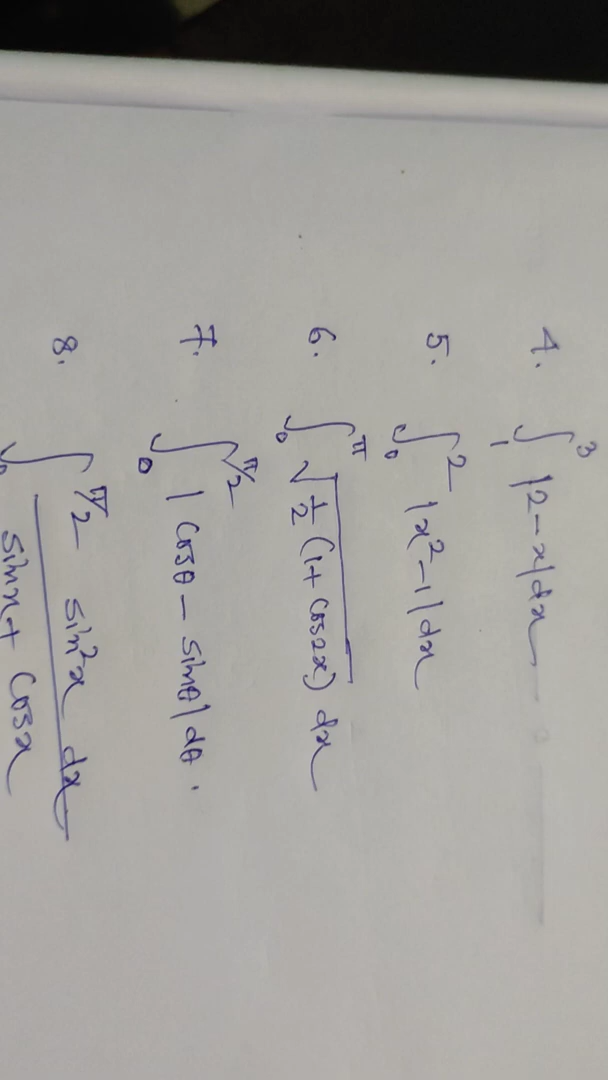 4. ∫₁³ |2-x|dx
5. ∫₀² |x²-1|dx
6. ∫₀^π √(½(1+cos2x)) dx
7. ∫₀^(π/2) |cosθ - sinθ|dθ.
8. ∫₀^(π/2) sin²x dx / sinx + cosx